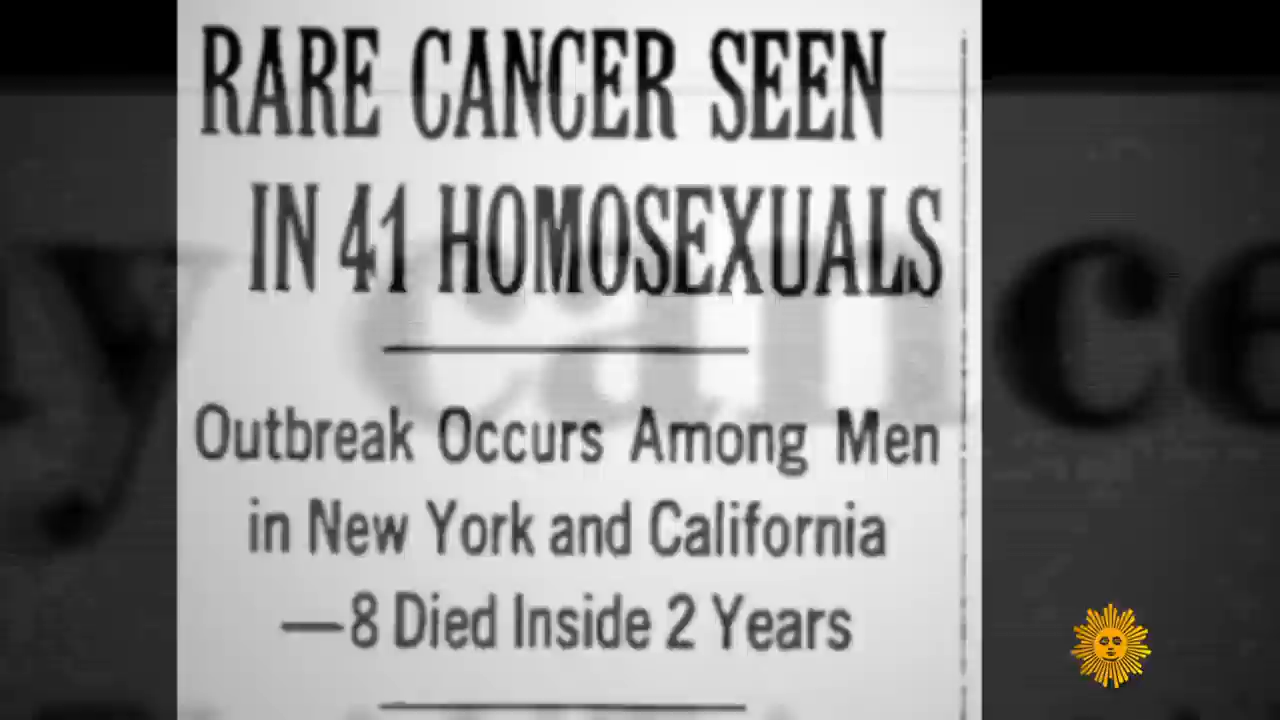 RARE CANCER SEEN
IN 41 HOMOSEXUALS
Outbreak Occurs Among Men
in New York and California
—8 Died Inside 2 Years